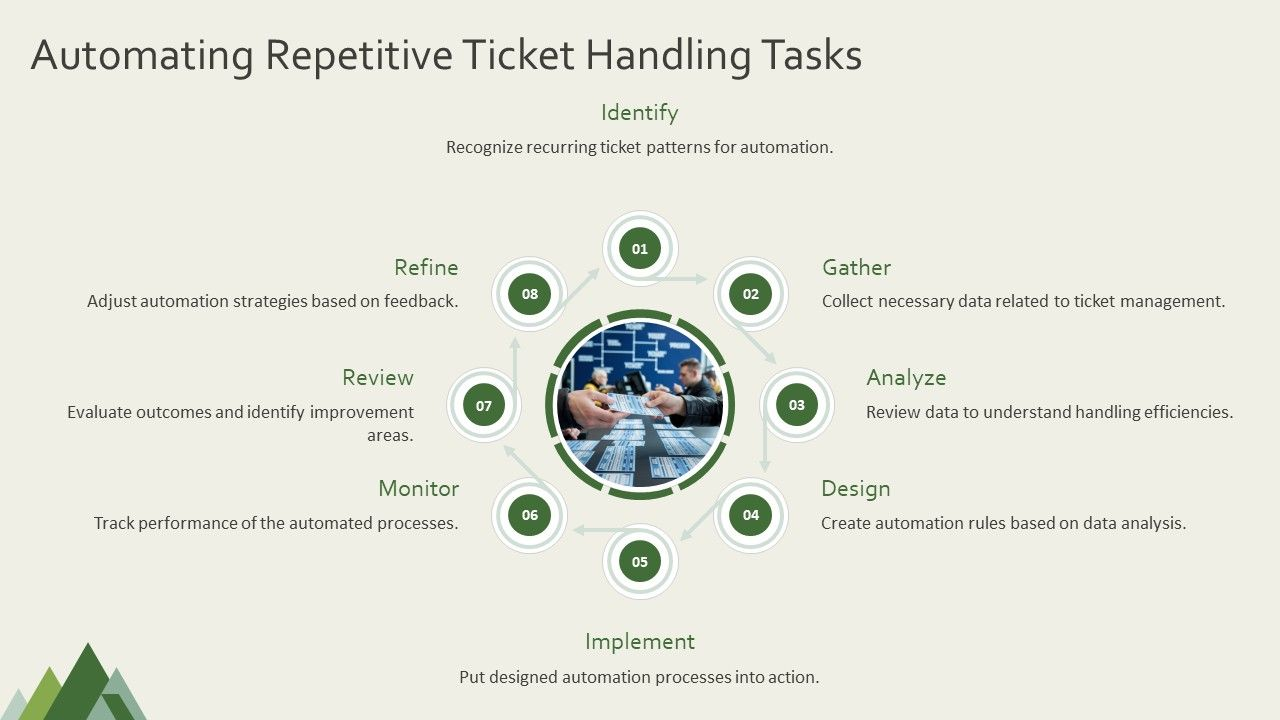 Automating Repetitive Ticket Handling Tasks
Identify
Recognize recurring ticket patterns for automation.
01
Gather
02
Collect necessary data related to ticket management.
Analyze
03
Review data to understand handling efficiencies.
Design
04
Create automation rules based on data analysis.
05
Implement
Put designed automation processes into action.
Monitor
06
Track performance of the automated processes.
Review
07
Evaluate outcomes and identify improvement
areas.
Refine
08
Adjust automation strategies based on feedback.